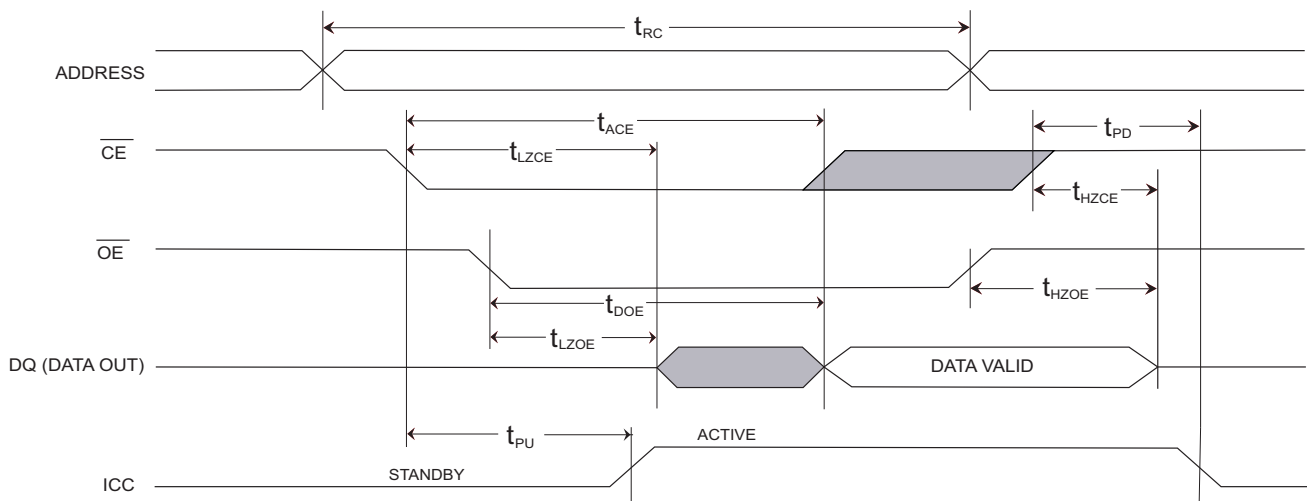 tRC
ADDRESS
tACE
tPD
CE
tLZCE
tHZCE
OE
tHZOE
tDOE
tLZOE
DQ (DATA OUT)
DATA VALID
tPU
ACTIVE
STANDBY
ICC